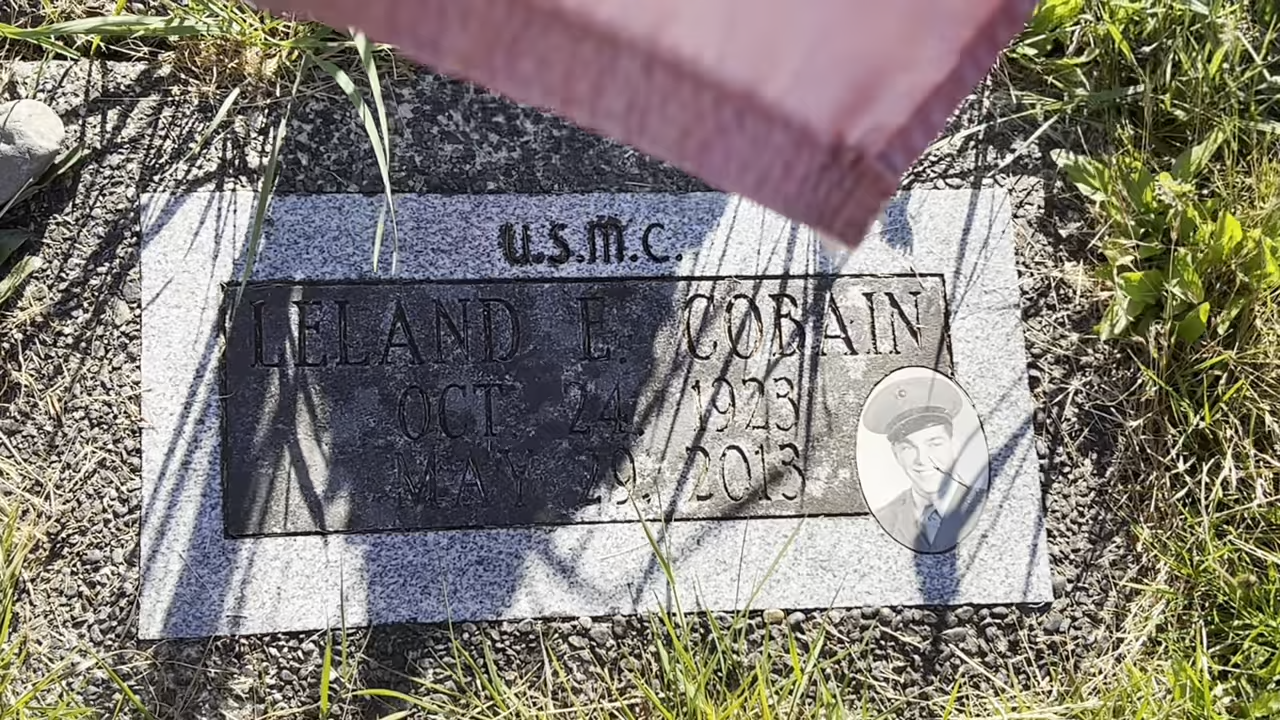 u.s.m.c.
LELAND E. COBAIN
OCT 24, 1923
MAY 29, 2013